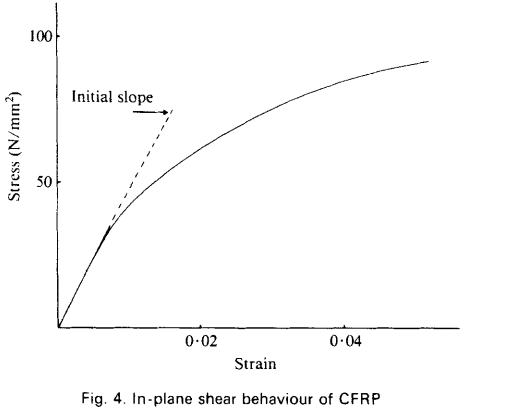 100
Initial slope
Stress (N/mm²)
50
0·02
0·04
Strain
Fig. 4. In-plane shear behaviour of CFRP